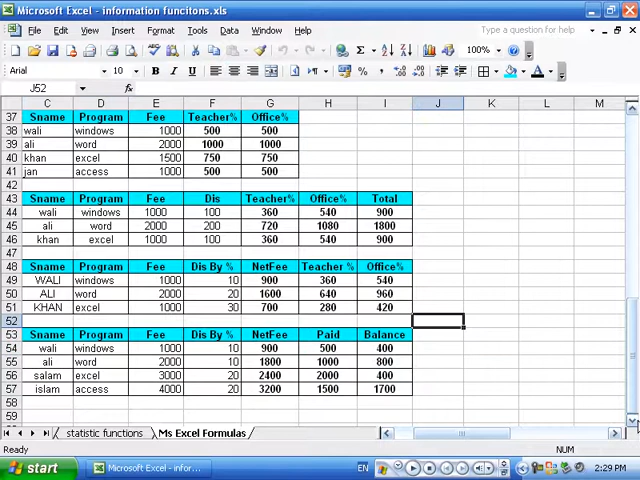 Microsoft Excel - information funcitons.xls
File Edit View Insert Format Tools Data Window Help Type a question for help
100%
Arial 10 B I U
J52 fx
C D E F G H I J K L M
37 Sname Program Fee Teacher% Office%
38 wali windows 1000 500 500
39 ali word 2000 1000 1000
40 khan excel 1500 750 750
41 jan access 1000 500 500
42
43 Sname Program Fee Dis Teacher% Office% Total
44 wali windows 1000 100 360 540 900
45 ali word 2000 200 720 1080 1800
46 khan excel 1000 100 360 540 900
47
48 Sname Program Fee Dis By % NetFee Teacher % Office%
49 WALI windows 1000 10 900 360 540
50 ALI word 2000 20 1600 640 960
51 KHAN excel 1000 30 700 280 420
52
53 Sname Program Fee Dis By % NetFee Paid Balance
54 wali windows 1000 10 900 500 400
55 ali word 2000 10 1800 1000 800
56 salam excel 3000 20 2400 2000 400
57 islam access 4000 20 3200 1500 1700
58
59
statistic functions Ms Excel Formulas
Ready NUM
start Microsoft Excel - infor... EN 2:29 PM